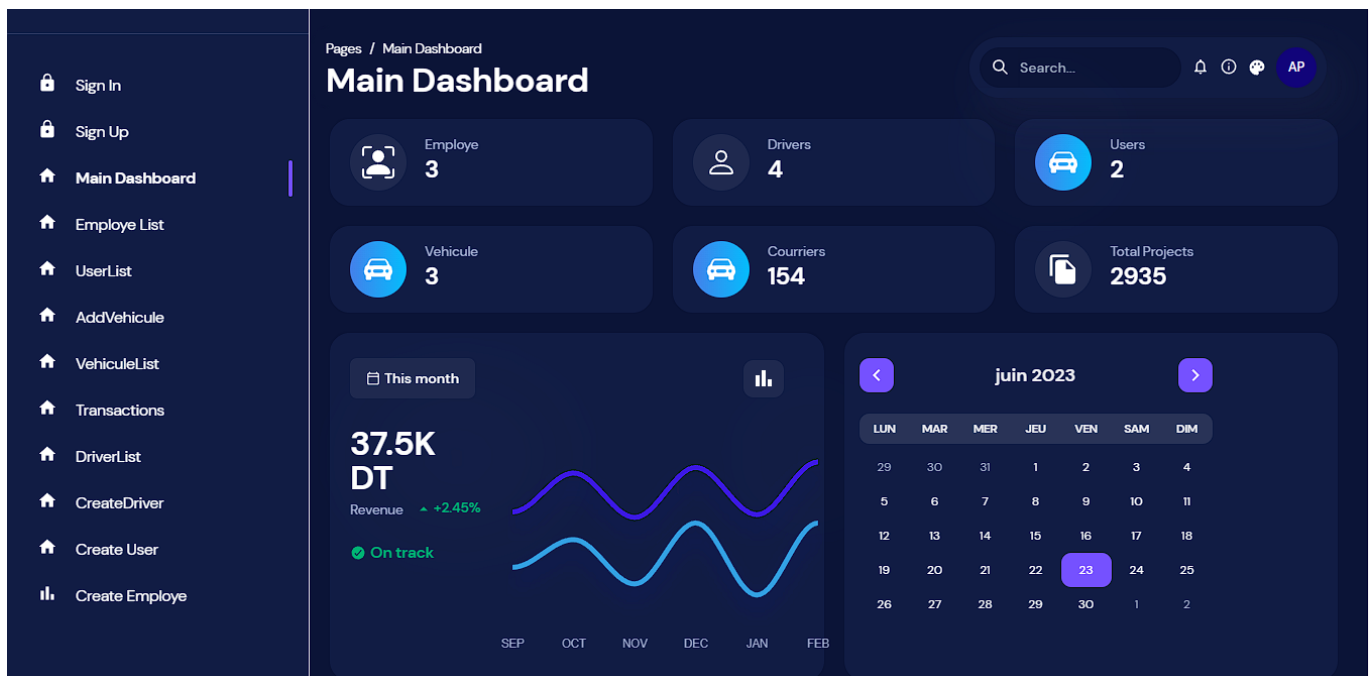 Sign In
Sign Up
Main Dashboard
Employe List
UserList
AddVehicule
VehiculeList
Transactions
DriverList
CreateDriver
Create User
Create Employe
Pages / Main Dashboard
Main Dashboard
Search...
AP
Employe
3
Drivers
4
Users
2
Vehicule
3
Courriers
154
Total Projects
2935
This month
37.5K
DT
Revenue +2.45%
On track
SEP OCT NOV DEC JAN FEB
juin 2023
LUN MAR MER JEU VEN SAM DIM
29 30 31 1 2 3 4
5 6 7 8 9 10 11
12 13 14 15 16 17 18
19 20 21 22 23 24 25
26 27 28 29 30 1 2